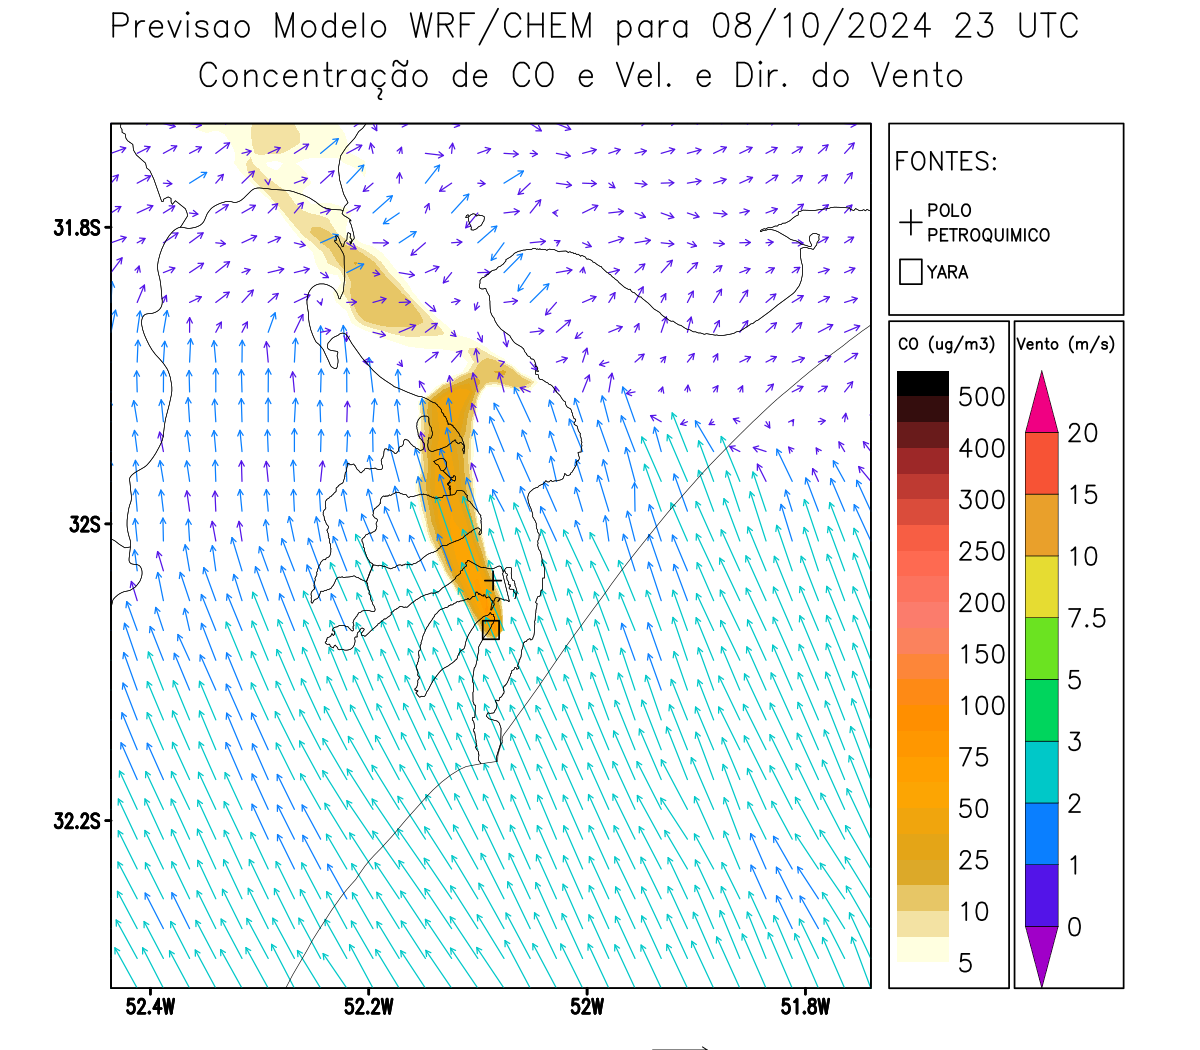 Previsao Modelo WRF/CHEM para 08/10/2024 23 UTC
Concentração de CO e Vel. e Dir. do Vento
FONTES:
POLO
PETROQUIMICO
YARA
CO (ug/m3)
500
400
300
250
200
150
100
75
50
25
10
5
Vento (m/s)
20
15
10
7.5
5
3
2
1
0
31.8S
32S
32.2S
52.4W
52.2W
52W
51.8W